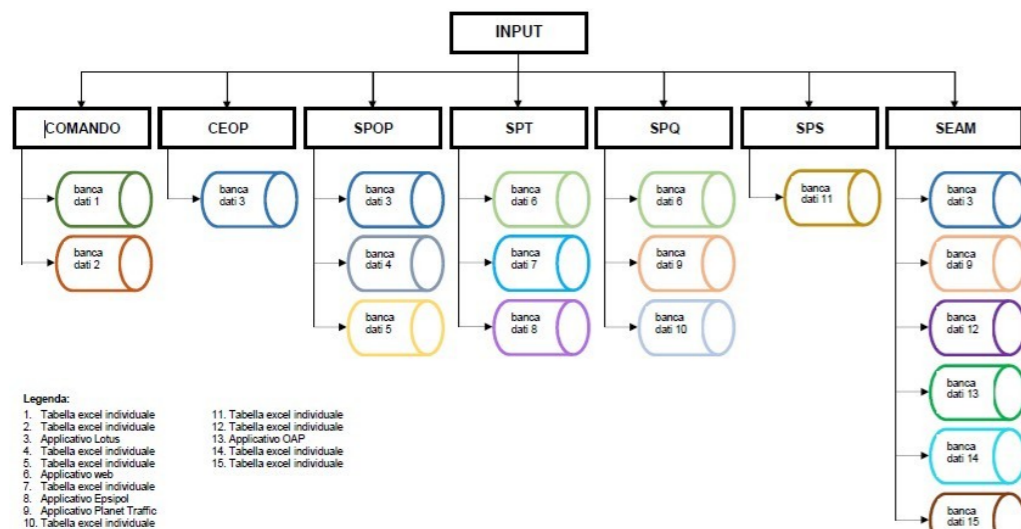 INPUT
COMANDO
CEOP
SPOP
SPT
SPQ
SPS
SEAM
banca
dati 1
banca
dati 2
banca
dati 3
banca
dati 3
banca
dati 4
banca
dati 5
banca
dati 6
banca
dati 7
banca
dati 8
banca
dati 6
banca
dati 9
banca
dati 10
banca
dati 11
banca
dati 3
banca
dati 9
banca
dati 12
banca
dati 13
banca
dati 14
banca
dati 15
Legenda:
1. Tabella excel individuale
2. Tabella excel individuale
3. Applicativo Lotus
4. Tabella excel individuale
5. Tabella excel individuale
6. Applicativo web
7. Tabella excel individuale
8. Applicativo Epsipol
9. Applicativo Planet Traffic
10. Tabella excel individuale
11. Tabella excel individuale
12. Tabella excel individuale
13. Applicativo OAP
14. Tabella excel individuale
15. Tabella excel individuale